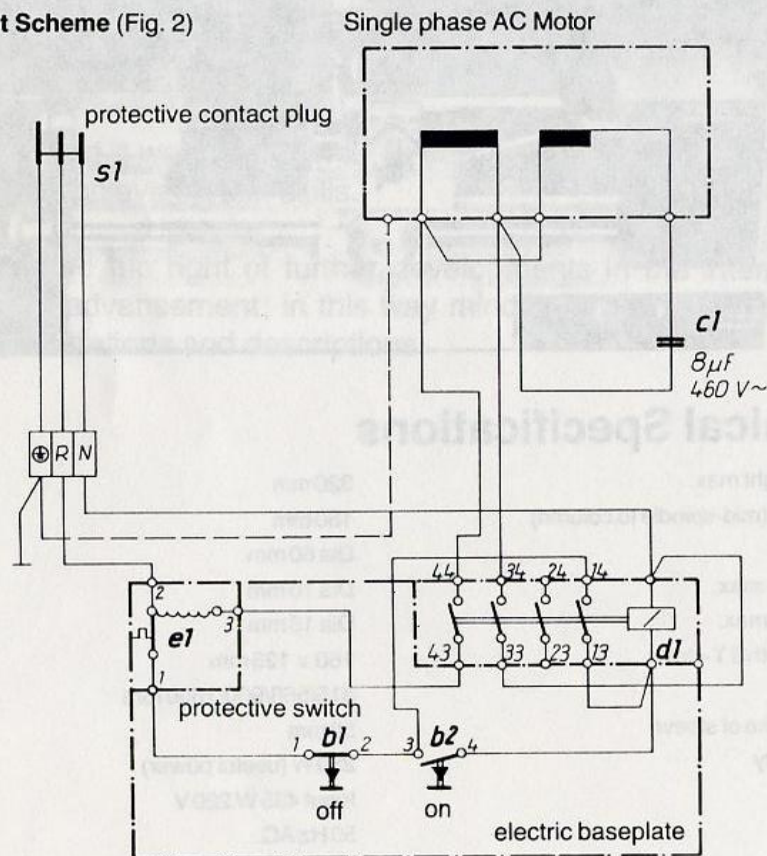 t Scheme (Fig. 2)
Single phase AC Motor
protective contact plug
s1
c1
8µF
460 V~
R N
44 34 24 14
2
e1
3
43 33 23 13
d1
1
protective switch
1 b1 2
3 b2 4
off
on
electric baseplate